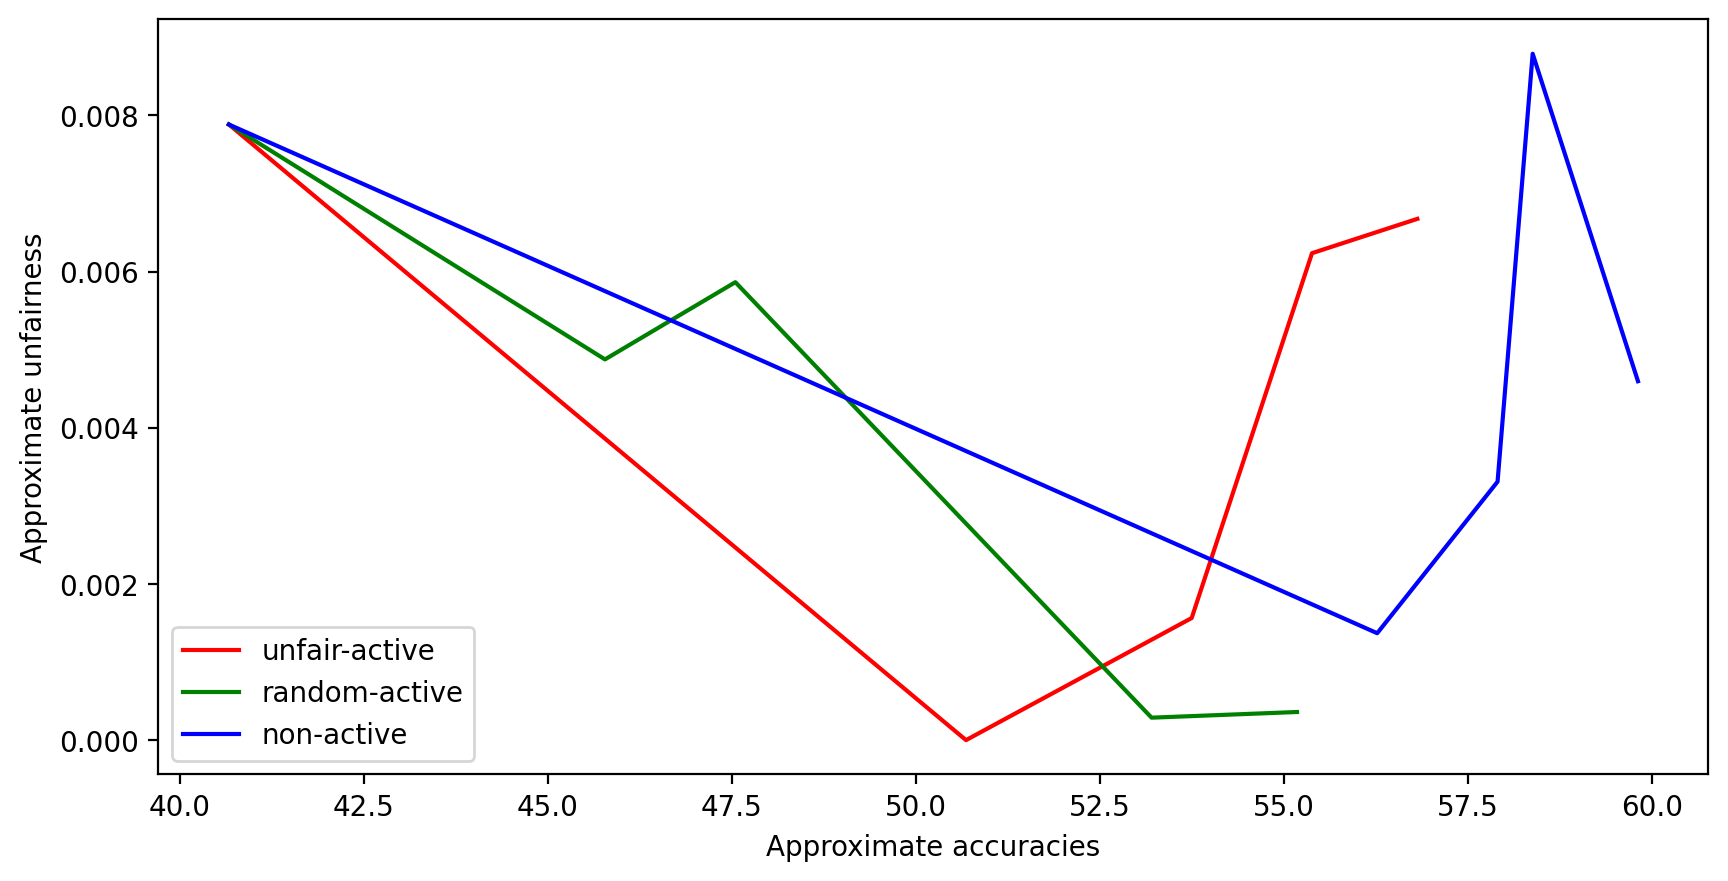 Approximate unfairness
0.008
0.006
0.004
0.002
0.000
unfair-active
random-active
non-active
40.0 42.5 45.0 47.5 50.0 52.5 55.0 57.5 60.0
Approximate accuracies